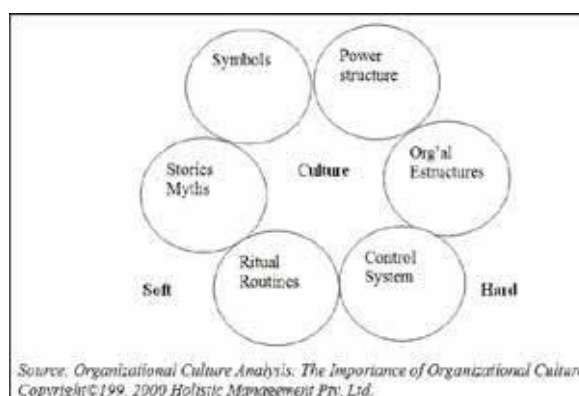 Symbols
Power
structure
Stories
Myths
Culture
Org'al
Estructures
Ritual
Routines
Control
System
Soft
Hard
Source: Organizational Culture Analysis: The Importance of Organizational Cultur
Copyright©199, 2000 Holistic Management Pty. Ltd.